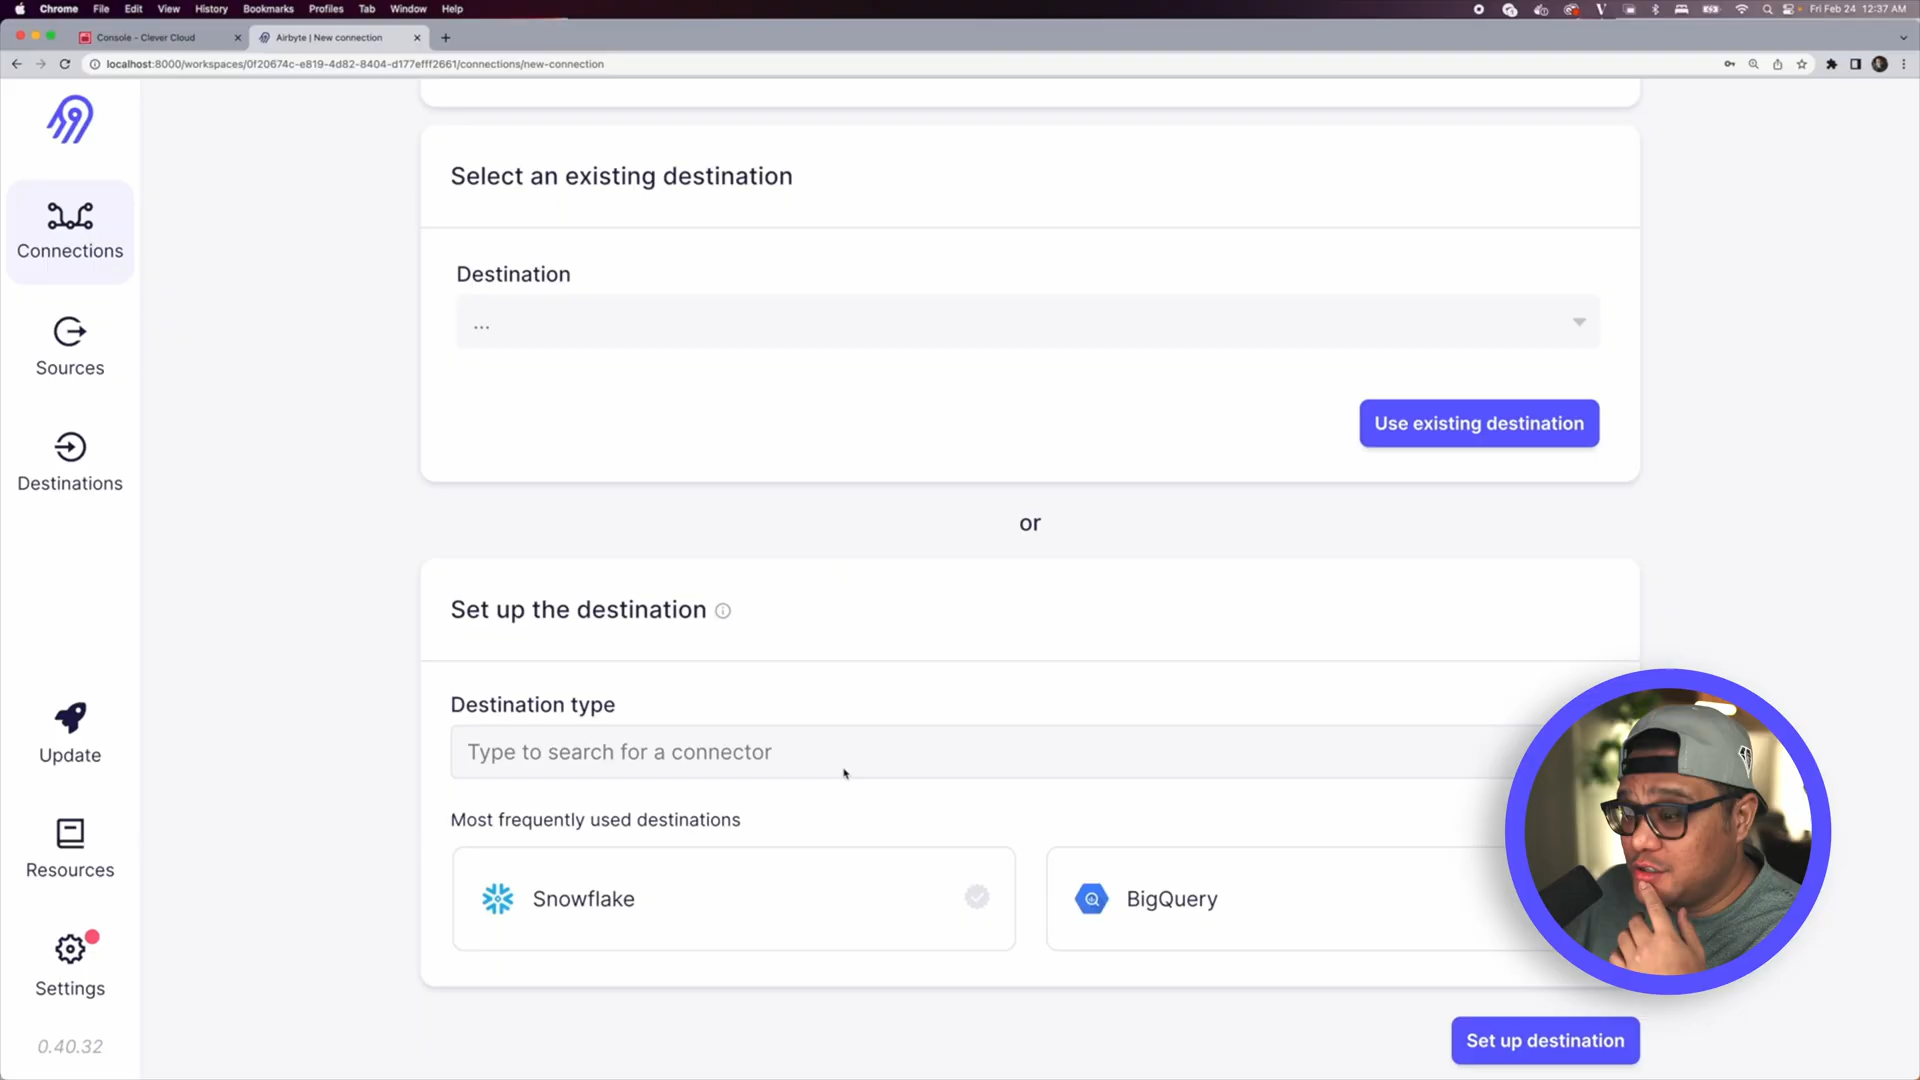 Chrome File Edit View History Bookmarks Profiles Tab Window Help
Fri Feb 24 12:37 AM
Console - Clever Cloud
Airbyte | New connection
localhost:8000/workspaces/0f20674c-e819-4d82-8404-d177efff2661/connections/new-connection
Connections
Sources
Destinations
Update
Resources
Settings
0.40.32
Select an existing destination
Destination
...
Use existing destination
or
Set up the destination
Destination type
Type to search for a connector
Most frequently used destinations
Snowflake
BigQuery
Set up destination